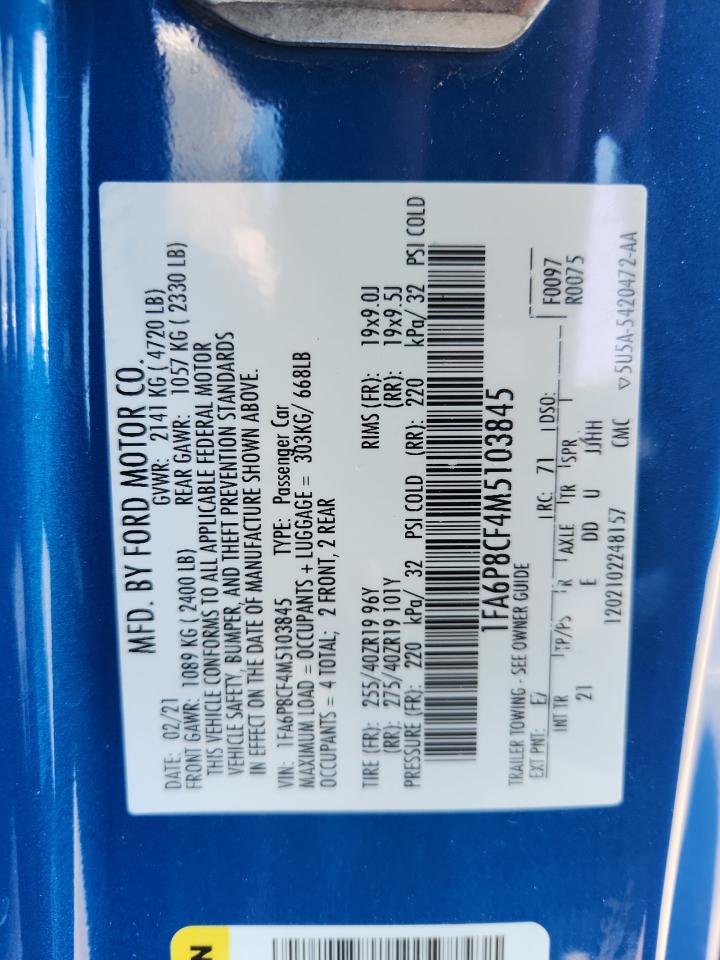 MFD. BY FORD MOTOR CO.
DATE: 02/21 GVWR: 2141 KG ( 4720 LB)
FRONT GAWR: 1089 KG ( 2400 LB) REAR GAWR: 1057 KG ( 2330 LB)
THIS VEHICLE CONFORMS TO ALL APPLICABLE FEDERAL MOTOR
VEHICLE SAFETY, BUMPER, AND THEFT PREVENTION STANDARDS
IN EFFECT ON THE DATE OF MANUFACTURE SHOWN ABOVE.
VIN: 1FA6P8CF4M5103845 TYPE: Passenger Car
MAXIMUM LOAD = OCCUPANTS + LUGGAGE = 303KG/ 668LB
OCCUPANTS = 4 TOTAL; 2 FRONT, 2 REAR
TIRE (FR): 255/40ZR19 96Y RIMS (FR): 19x9.0J
(RR): 275/40ZR19 101Y (RR): 19x9.5J
PRESSURE (FR): 220 kPa/ 32 PSI COLD (RR): 220 kPa/ 32 PSI COLD
1FA6P8CF4M5103845
TRAILER TOWING - SEE OWNER GUIDE
EXT PNT: E7 RC: 71 DSO: F0097
R0075
INT TR TP/PS R AXLE TR SPR
21 E DD U JJHH
1202102248157 CMC ▽5U5A-5420472-AA
N